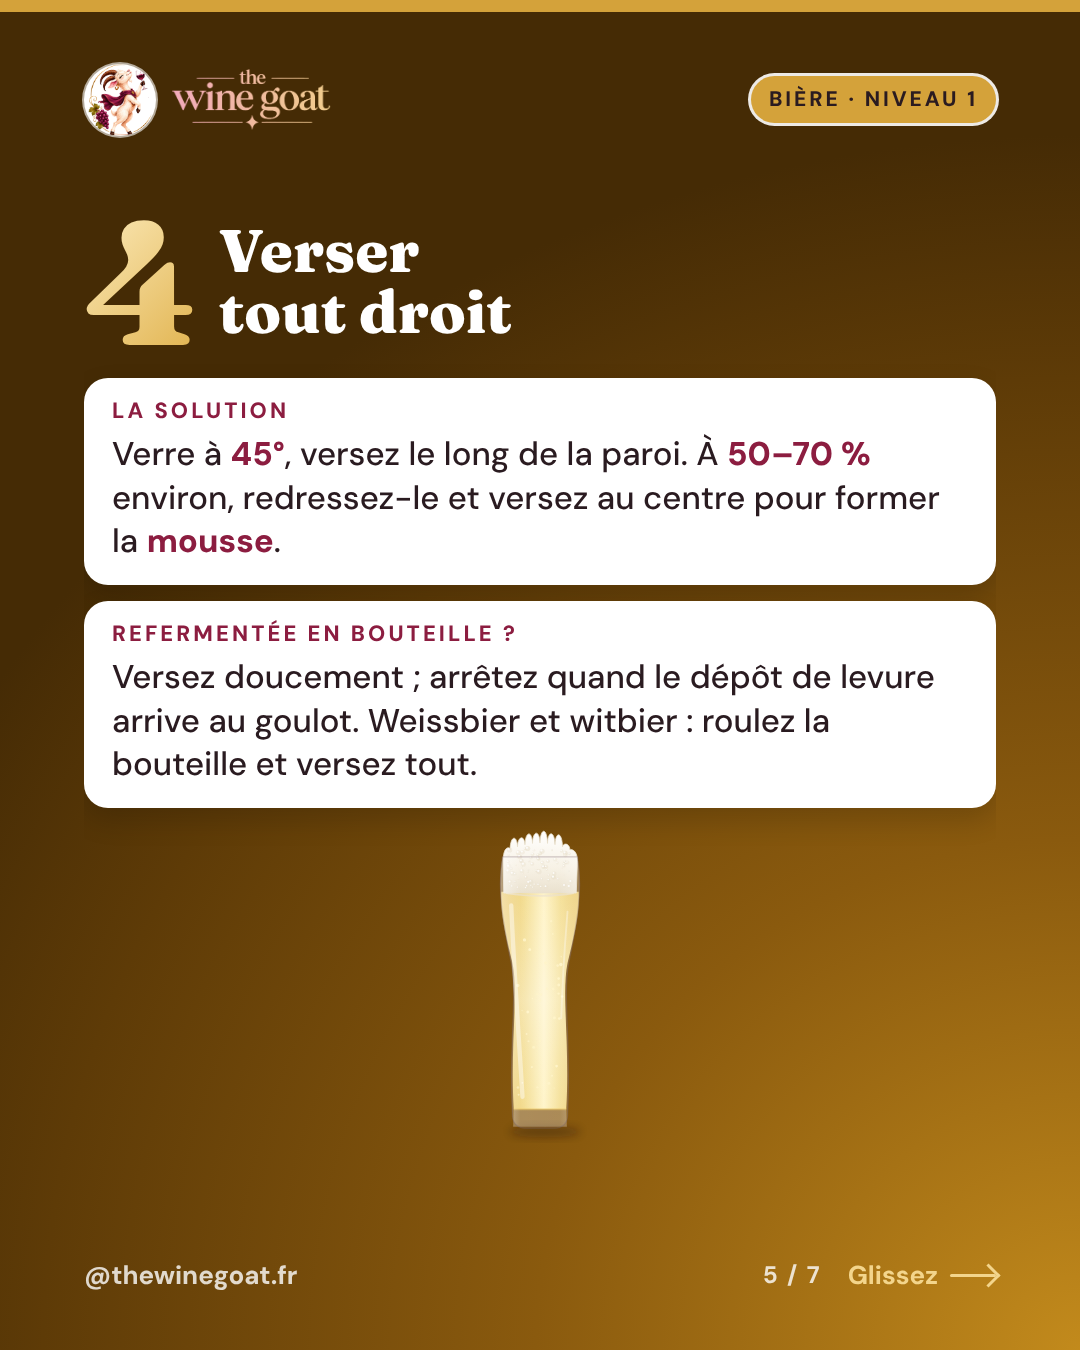 the
wine goat
BIÈRE · NIVEAU 1
4
Verser
tout droit
LA SOLUTION
Verre à 45°, versez le long de la paroi. À 50–70 %
environ, redressez-le et versez au centre pour former
la mousse.
REFERMENTÉE EN BOUTEILLE ?
Versez doucement ; arrêtez quand le dépôt de levure
arrive au goulot. Weissbier et witbier : roulez la
bouteille et versez tout.
@thewinegoat.fr
5 / 7 Glissez